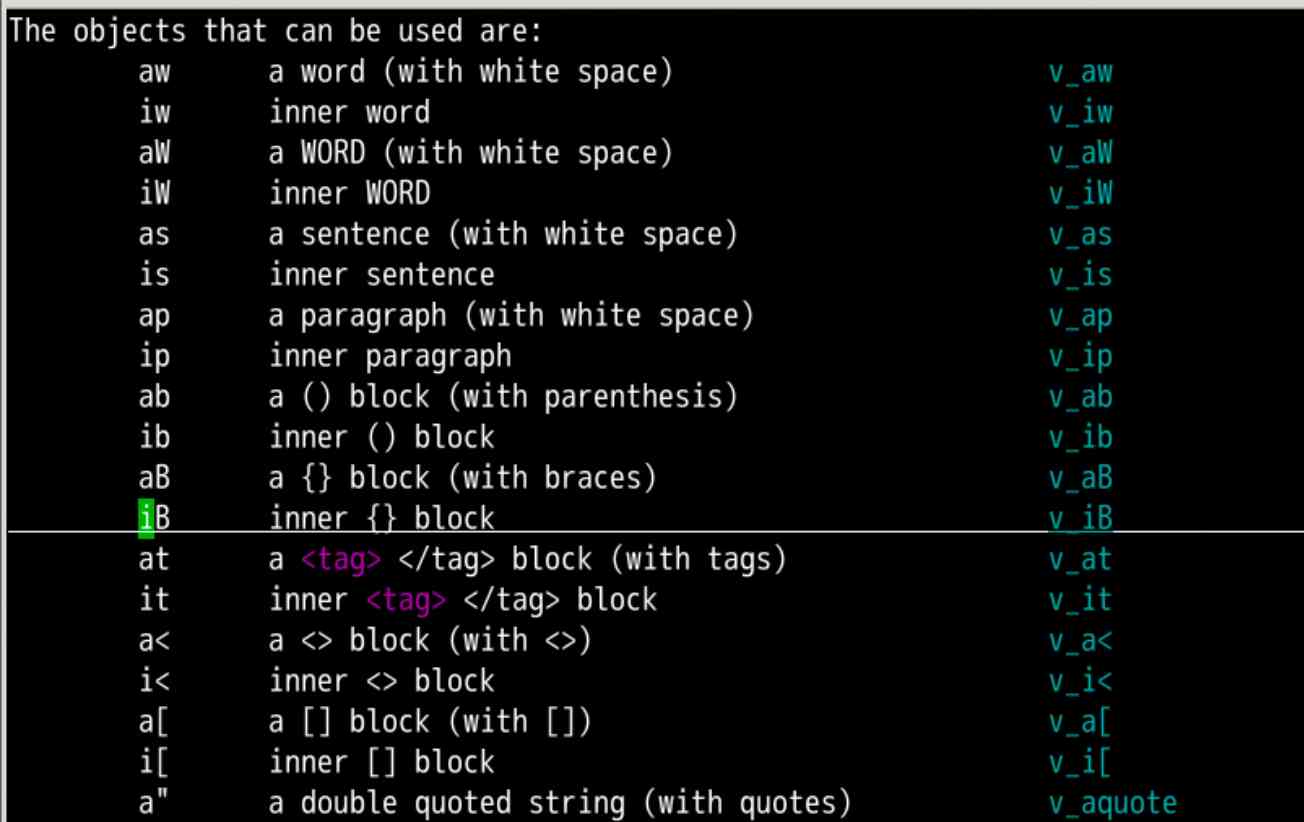 The objects that can be used are:
aw a word (with white space) v_aw
iw inner word v_iw
aW a WORD (with white space) v_aW
iW inner WORD v_iW
as a sentence (with white space) v_as
is inner sentence v_is
ap a paragraph (with white space) v_ap
ip inner paragraph v_ip
ab a () block (with parenthesis) v_ab
ib inner () block v_ib
aB a {} block (with braces) v_aB
iB inner {} block v_iB
at a <tag> </tag> block (with tags) v_at
it inner <tag> </tag> block v_it
a< a <> block (with <>) v_a<
i< inner <> block v_i<
a[ a [] block (with []) v_a[
i[ inner [] block v_i[
a" a double quoted string (with quotes) v_aquote